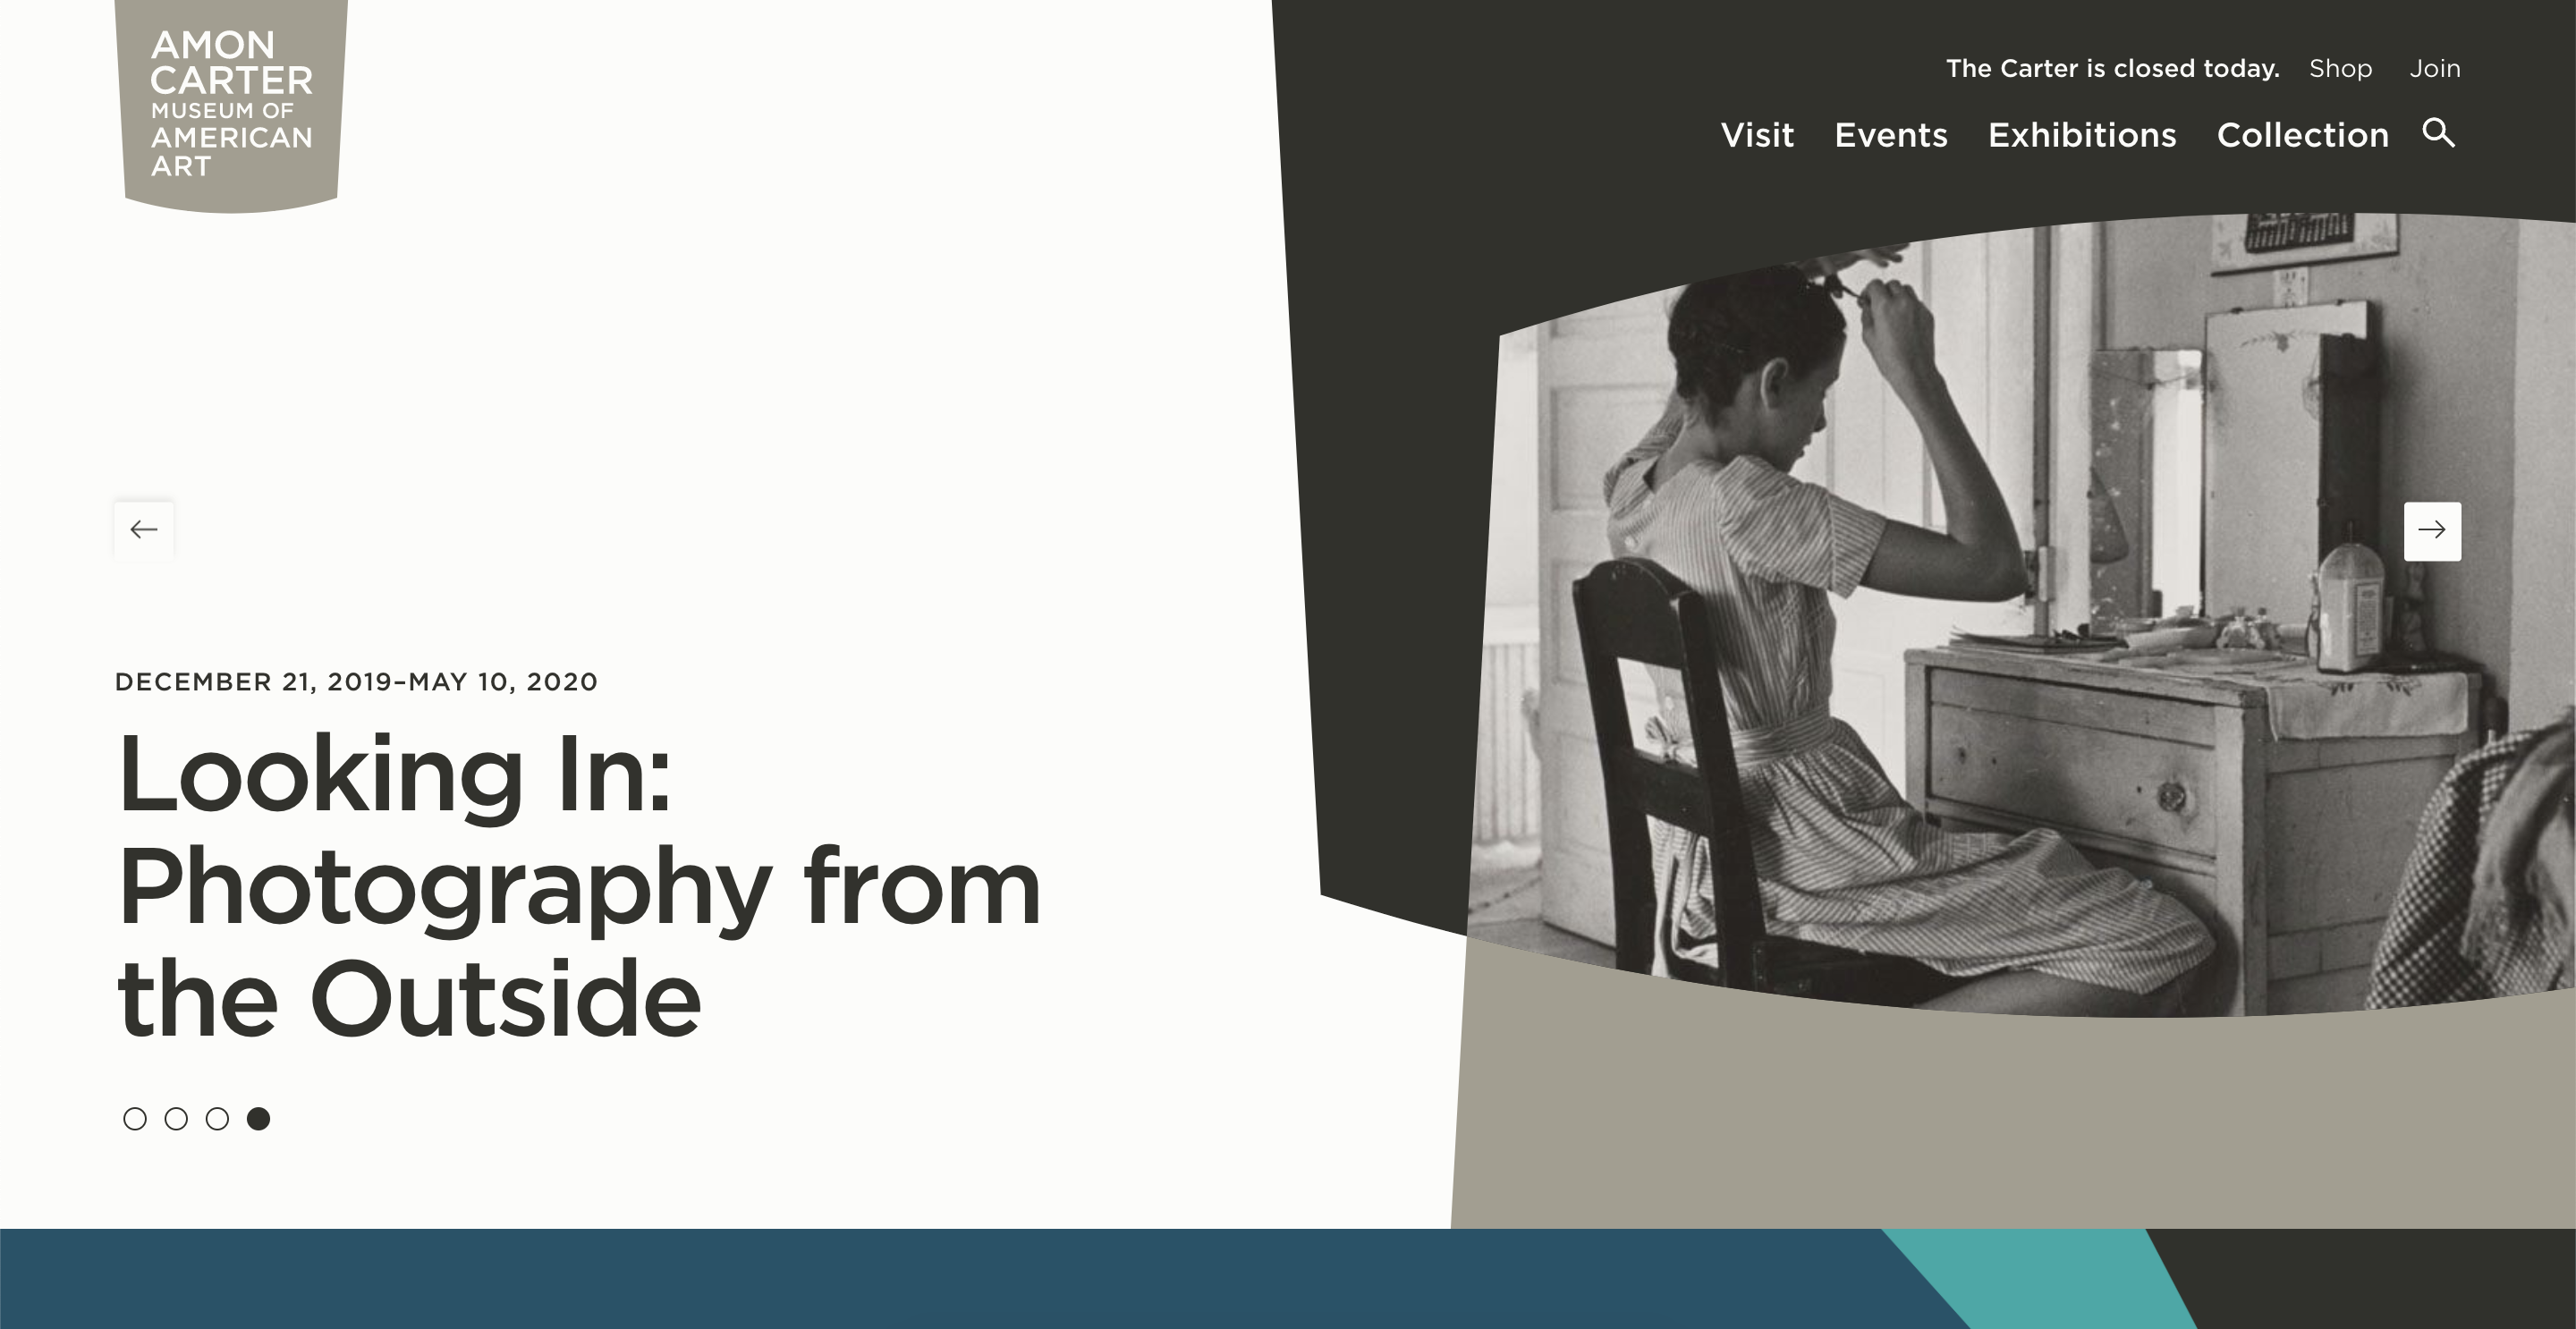 AMON
CARTER
MUSEUM OF
AMERICAN
ART
The Carter is closed today. Shop Join
Visit Events Exhibitions Collection
DECEMBER 21, 2019–MAY 10, 2020
Looking In:
Photography from
the Outside